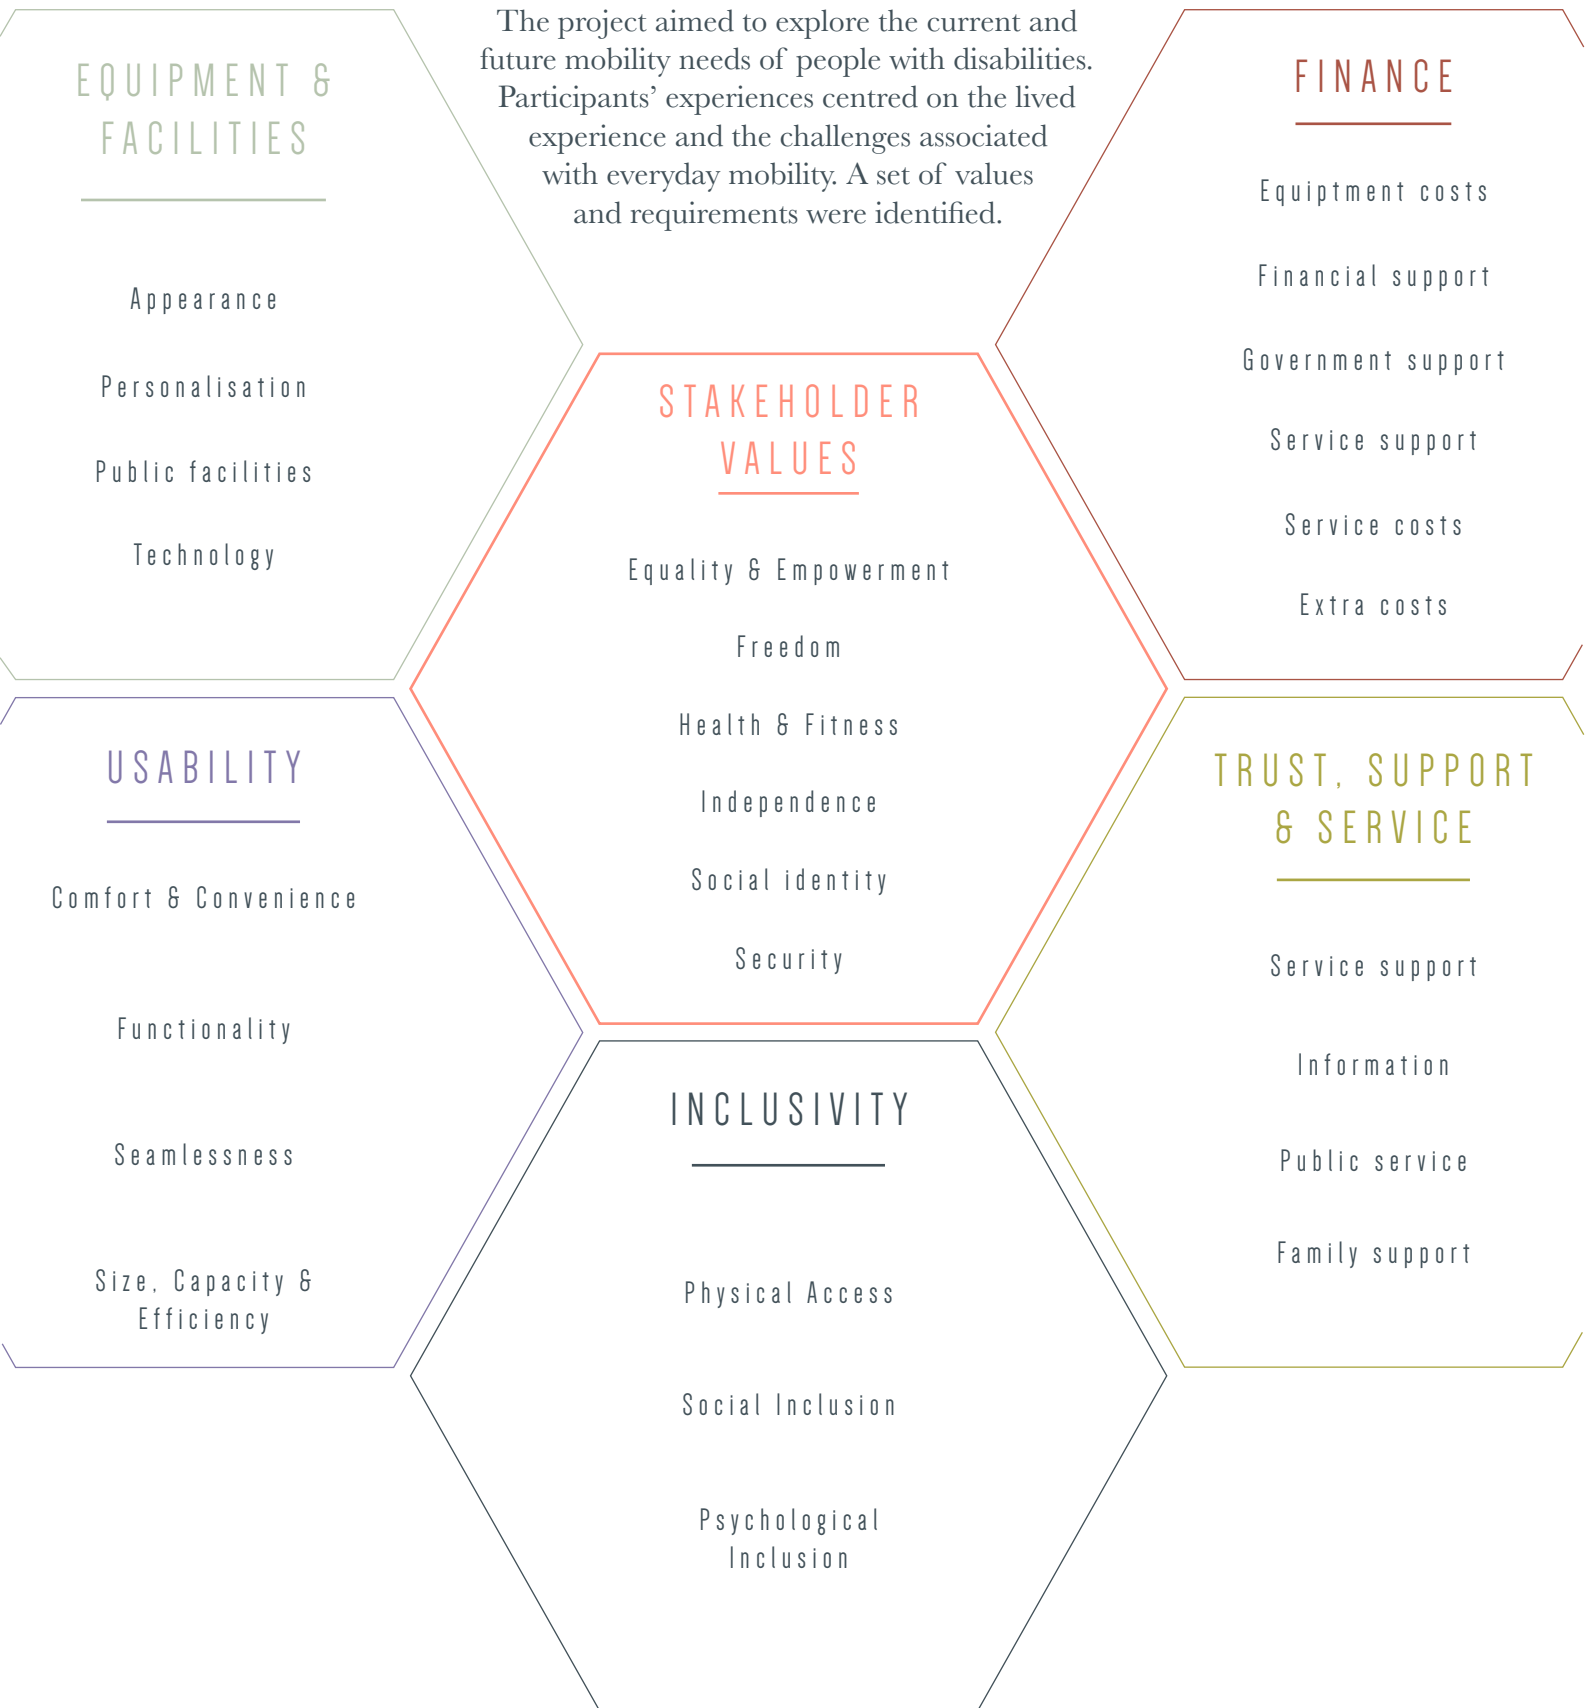 The project aimed to explore the current and
future mobility needs of people with disabilities.
Participants’ experiences centred on the lived
experience and the challenges associated
with everyday mobility. A set of values
and requirements were identified.
EQUIPMENT &
FACILITIES
Appearance
Personalisation
Public facilities
Technology
FINANCE
Equiptment costs
Financial support
Government support
Service support
Service costs
Extra costs
STAKEHOLDER
VALUES
Equality & Empowerment
Freedom
Health & Fitness
Independence
Social identity
Security
USABILITY
Comfort & Convenience
Functionality
Seamlessness
Size, Capacity &
Efficiency
TRUST, SUPPORT
& SERVICE
Service support
Information
Public service
Family support
INCLUSIVITY
Physical Access
Social Inclusion
Psychological
Inclusion